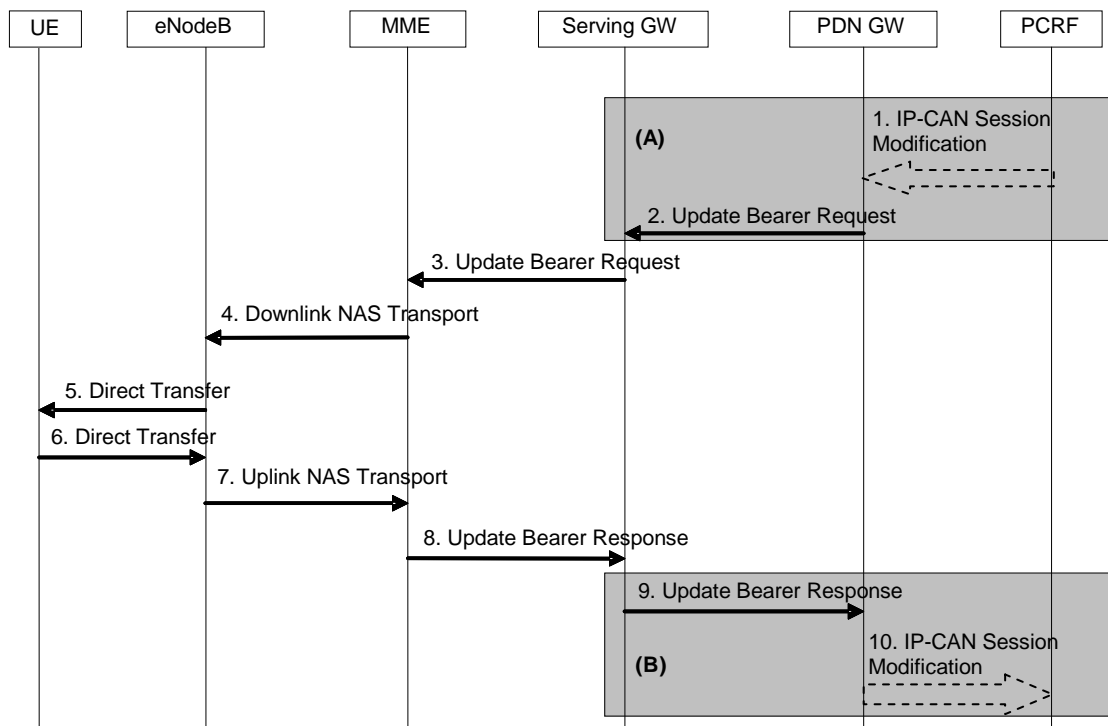 UE
eNodeB
MME
Serving GW
PDN GW
PCRF
(A)
1. IP-CAN Session
Modification
2. Update Bearer Request
3. Update Bearer Request
4. Downlink NAS Transport
5. Direct Transfer
6. Direct Transfer
7. Uplink NAS Transport
8. Update Bearer Response
9. Update Bearer Response
(B)
10. IP-CAN Session
Modification